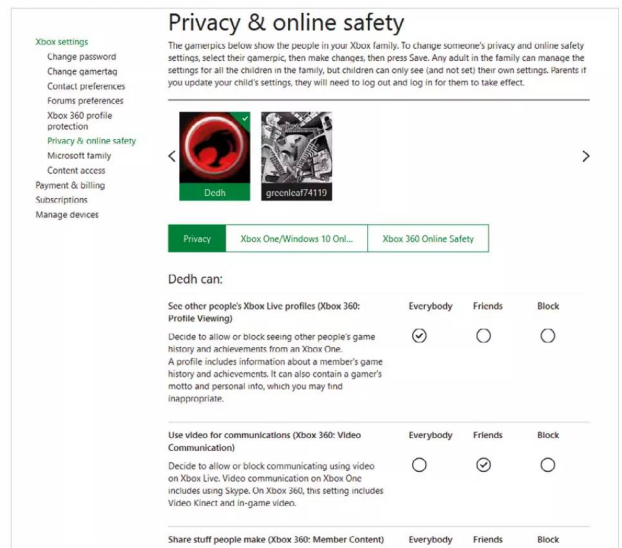 Privacy & online safety
Xbox settings
Change password
Change gamertag
Contact preferences
Forums preferences
Xbox 360 profile
protection
Privacy & online safety
Microsoft family
Content access
Payment & billing
Subscriptions
Manage devices
The gamerpics below show the people in your Xbox family. To change someone's privacy and online safety
settings, select their gamerpic, then make changes, then press Save. Any adult in the family can manage the
settings for all the children in the family, but children can only see (and not set) their own settings. Parents if
you update your child's settings, they will need to log out and log in for them to take effect.
Dedh
greenleaf74119
Privacy
Xbox One/Windows 10 Onl...
Xbox 360 Online Safety
Dedh can:
See other people's Xbox Live profiles (Xbox 360: Everybody Friends Block
Profile Viewing)
Decide to allow or block seeing other people's game
history and achievements from an Xbox One.
A profile includes information about a member's game
history and achievements. It can also contain a gamer's
motto and personal info, which you may find
inappropriate.
Use video for communications (Xbox 360: Video Everybody Friends Block
Communication)
Decide to allow or block communicating using video
on Xbox Live. Video communication on Xbox One
includes using Skype. On Xbox 360, this setting includes
Video Kinect and in-game video.
Share stuff people make (Xbox 360: Member Content) Everybody Friends Block